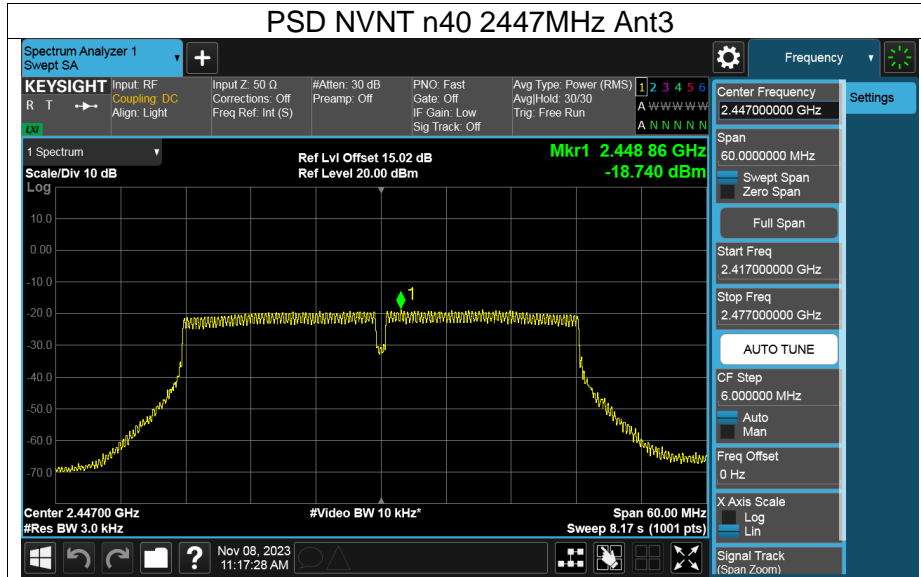 PSD NVNT n40 2447MHz Ant3
Spectrum Analyzer 1
Swept SA
+
Frequency
KEYSIGHT
R T
LXI
Input: RF
Coupling: DC
Align: Light
Input Z: 50 Ω
Corrections: Off
Freq Ref: Int (S)
#Atten: 30 dB
Preamp: Off
PNO: Fast
Gate: Off
IF Gain: Low
Sig Track: Off
Avg Type: Power (RMS)
Avg|Hold: 30/30
Trig: Free Run
1 2 3 4 5 6
A W W W W W
A N N N N N
1 Spectrum
Scale/Div 10 dB
Log
Ref Lvl Offset 15.02 dB
Ref Level 20.00 dBm
Mkr1 2.448 86 GHz
-18.740 dBm
10.0
0.00
-10.0
-20.0
-30.0
-40.0
-50.0
-60.0
-70.0
1
Center 2.44700 GHz
#Res BW 3.0 kHz
#Video BW 10 kHz*
Span 60.00 MHz
Sweep 8.17 s (1001 pts)
?
Nov 08, 2023
11:17:28 AM
Center Frequency
2.447000000 GHz
Settings
Span
60.0000000 MHz
Swept Span
Zero Span
Full Span
Start Freq
2.417000000 GHz
Stop Freq
2.477000000 GHz
AUTO TUNE
CF Step
6.000000 MHz
Auto
Man
Freq Offset
0 Hz
X Axis Scale
Log
Lin
Signal Track
(Span Zoom)